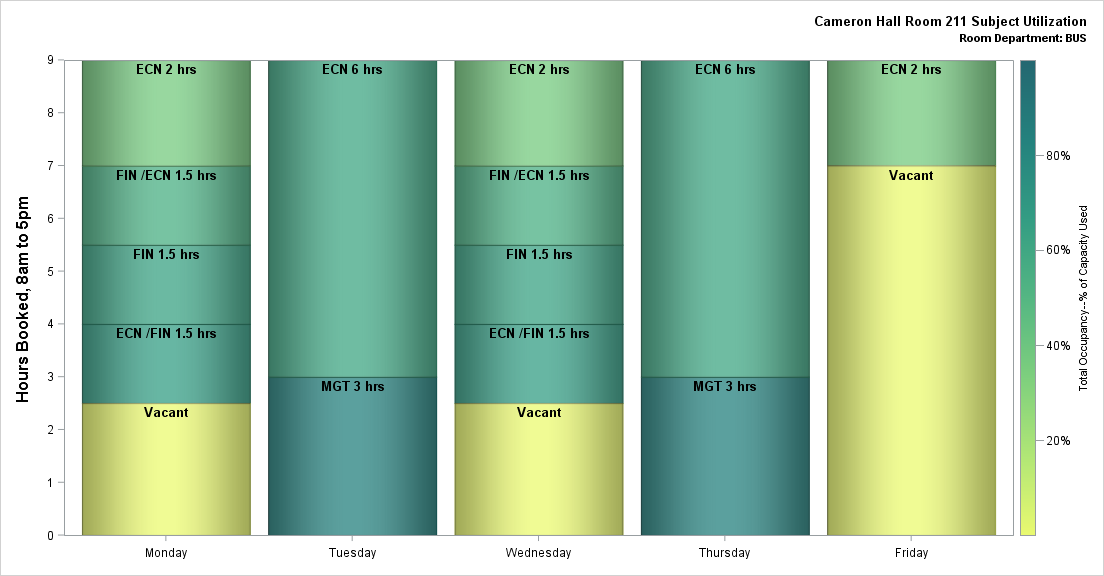 Cameron Hall Room 211 Subject Utilization
Room Department: BUS
Hours Booked, 8am to 5pm
9
8
7
6
5
4
3
2
1
0
ECN 2 hrs
FIN /ECN 1.5 hrs
FIN 1.5 hrs
ECN /FIN 1.5 hrs
Vacant
ECN 6 hrs
MGT 3 hrs
ECN 2 hrs
FIN /ECN 1.5 hrs
FIN 1.5 hrs
ECN /FIN 1.5 hrs
Vacant
ECN 6 hrs
MGT 3 hrs
ECN 2 hrs
Vacant
Monday
Tuesday
Wednesday
Thursday
Friday
80%
60%
40%
20%
Total Occupancy--% of Capacity Used